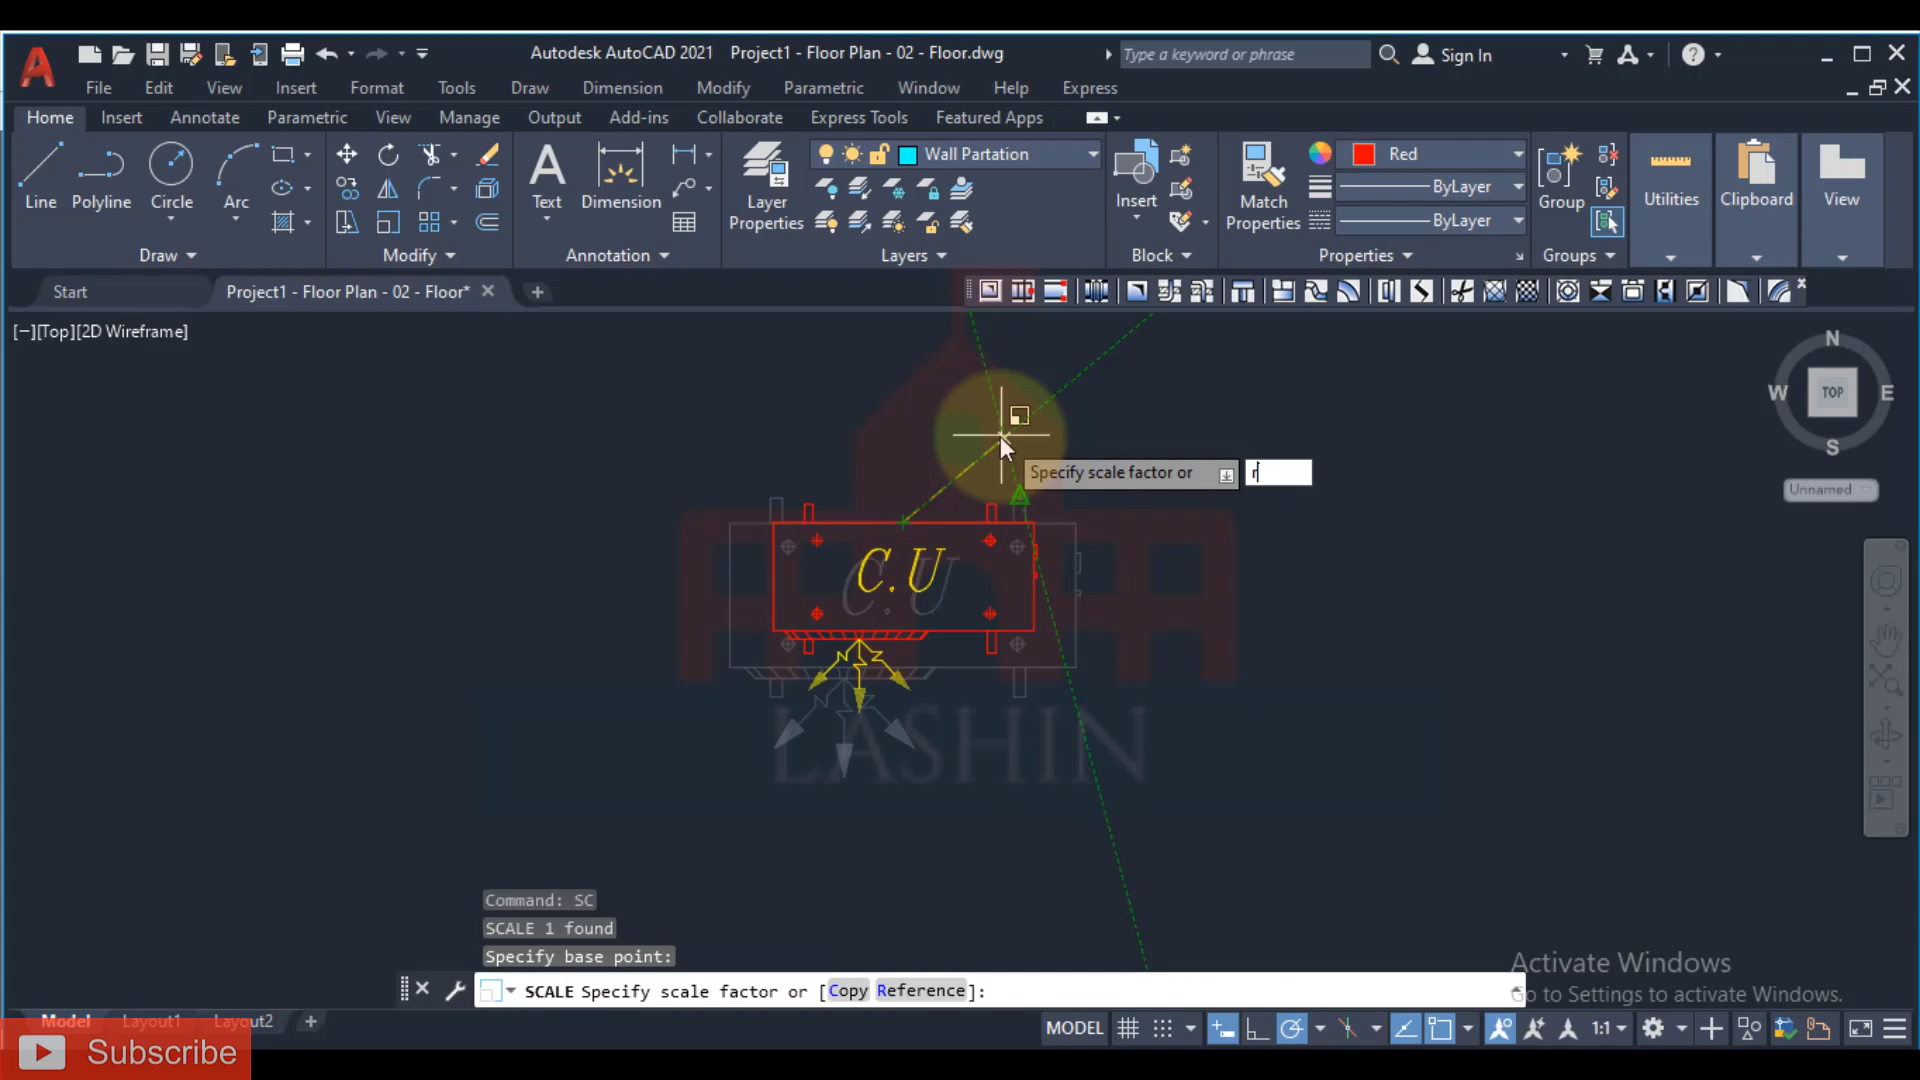 Autodesk AutoCAD 2021 Project1 - Floor Plan - 02 - Floor.dwg
Type a keyword or phrase
Sign In
File Edit View Insert Format Tools Draw Dimension Modify Parametric Window Help Express
Home Insert Annotate Parametric View Manage Output Add-ins Collaborate Express Tools Featured Apps
Line Polyline Circle Arc
Text Dimension
Layer Properties
Wall Partation
Insert
Match Properties
Red
ByLayer
ByLayer
Group
Utilities
Clipboard
View
Draw Modify Annotation Layers Block Properties Groups
Start Project1 - Floor Plan - 02 - Floor*
[−][Top][2D Wireframe]
N
W TOP E
S
Unnamed
Specify scale factor or r
C.U
C.U
LASHIN
Command: SC
SCALE 1 found
Specify base point:
SCALE Specify scale factor or [Copy Reference]:
Activate Windows
Go to Settings to activate Windows.
Model Layout1 Layout2
MODEL
1:1
Subscribe